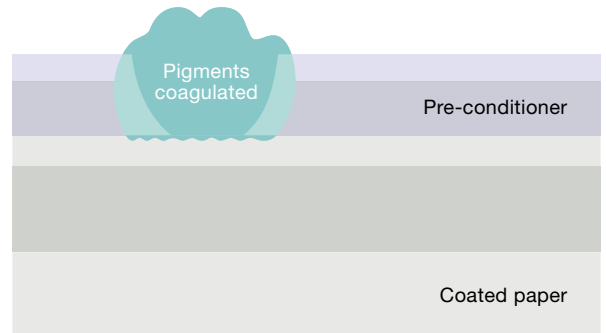 Pigments
coagulated
Pre-conditioner
Coated paper